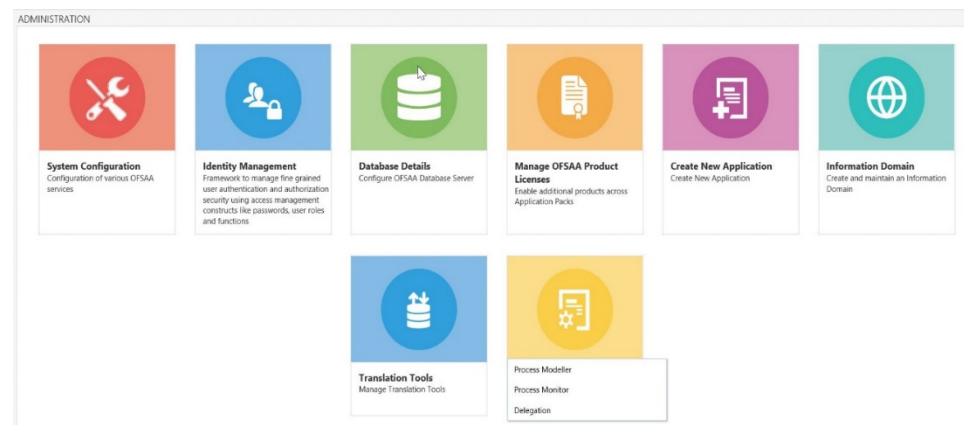 ADMINISTRATION
System Configuration
Configuration of various OFSAA
services
Identity Management
Framework to manage fine grained
user authentication and authorization
security using access management
constructs like passwords, user roles
and functions
Database Details
Configure OFSAA Database Server
Manage OFSAA Product
Licenses
Enable additional products across
Application Packs
Create New Application
Create New Application
Information Domain
Create and maintain an Information
Domain
Translation Tools
Manage Translation Tools
Process Modeller
Process Monitor
Delegation